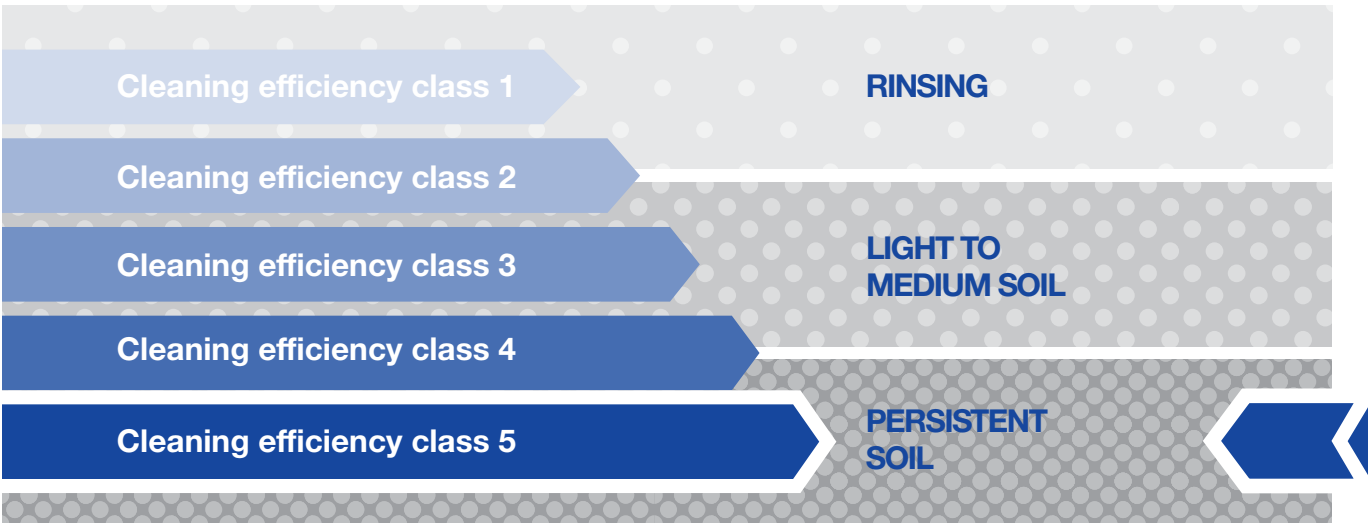 Cleaning efficiency class 1
RINSING
Cleaning efficiency class 2
Cleaning efficiency class 3
LIGHT TO
MEDIUM SOIL
Cleaning efficiency class 4
Cleaning efficiency class 5
PERSISTENT
SOIL